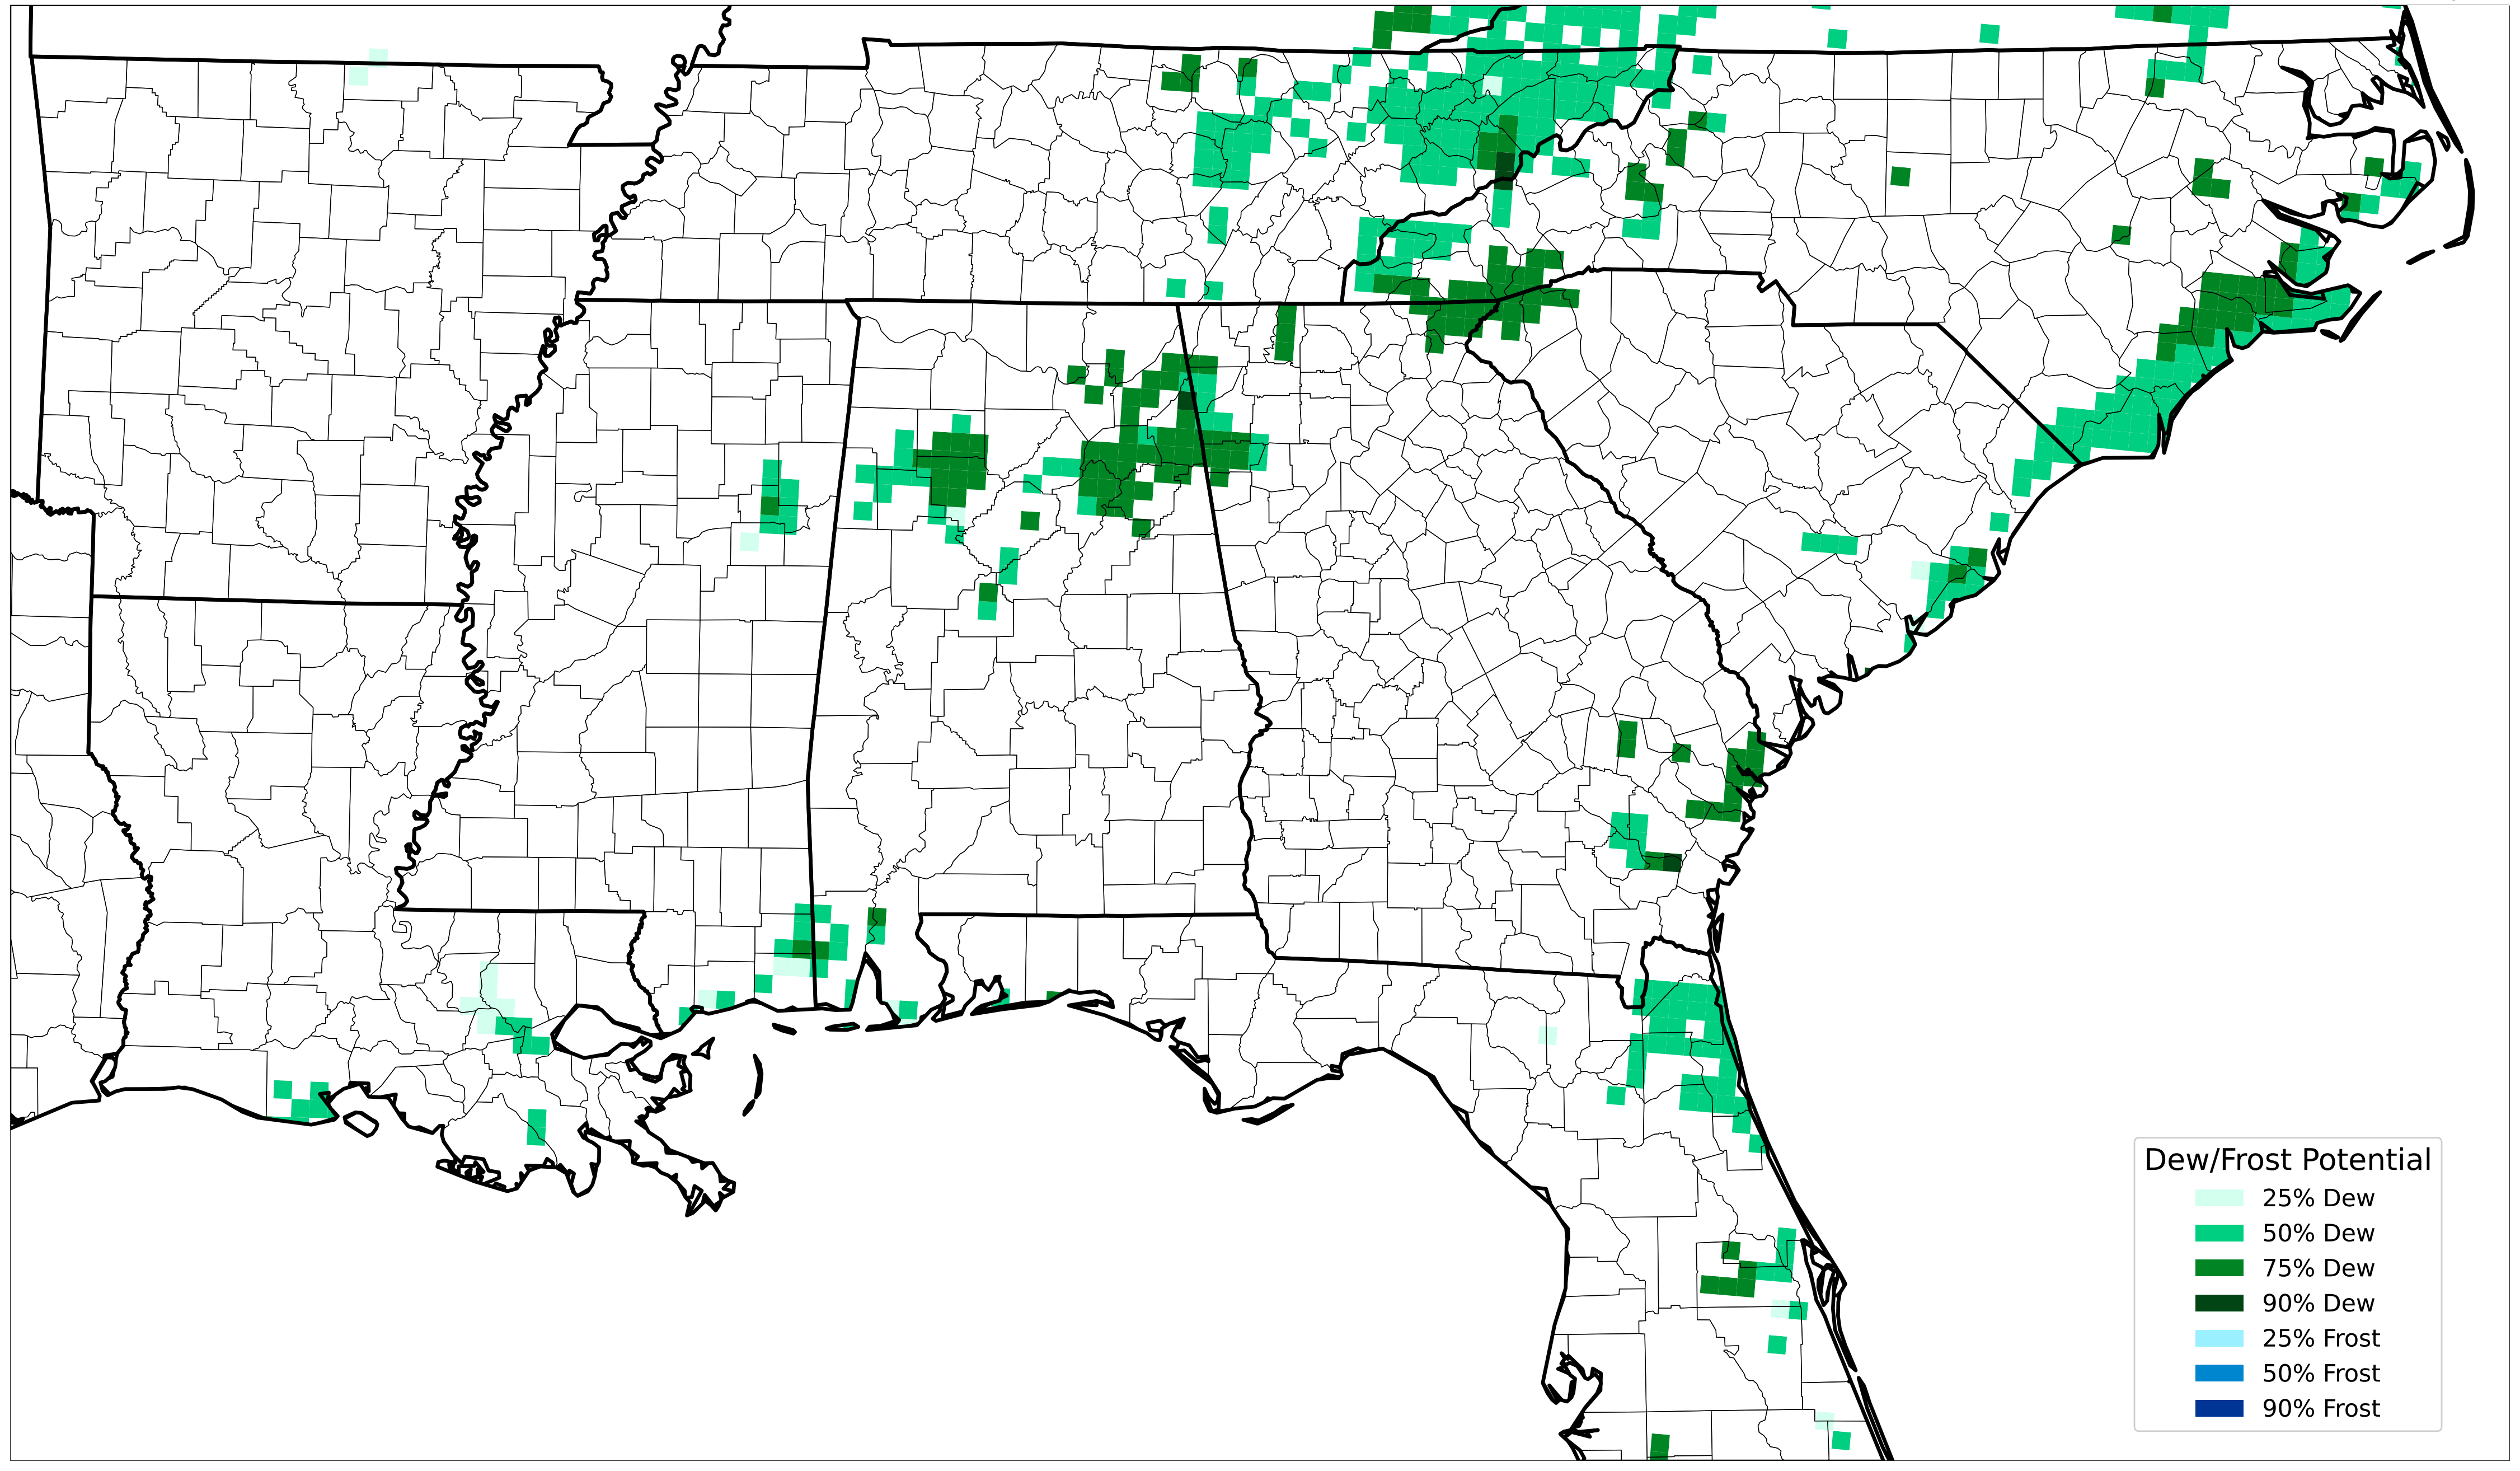 Dew/Frost Potential
25% Dew
50% Dew
75% Dew
90% Dew
25% Frost
50% Frost
90% Frost